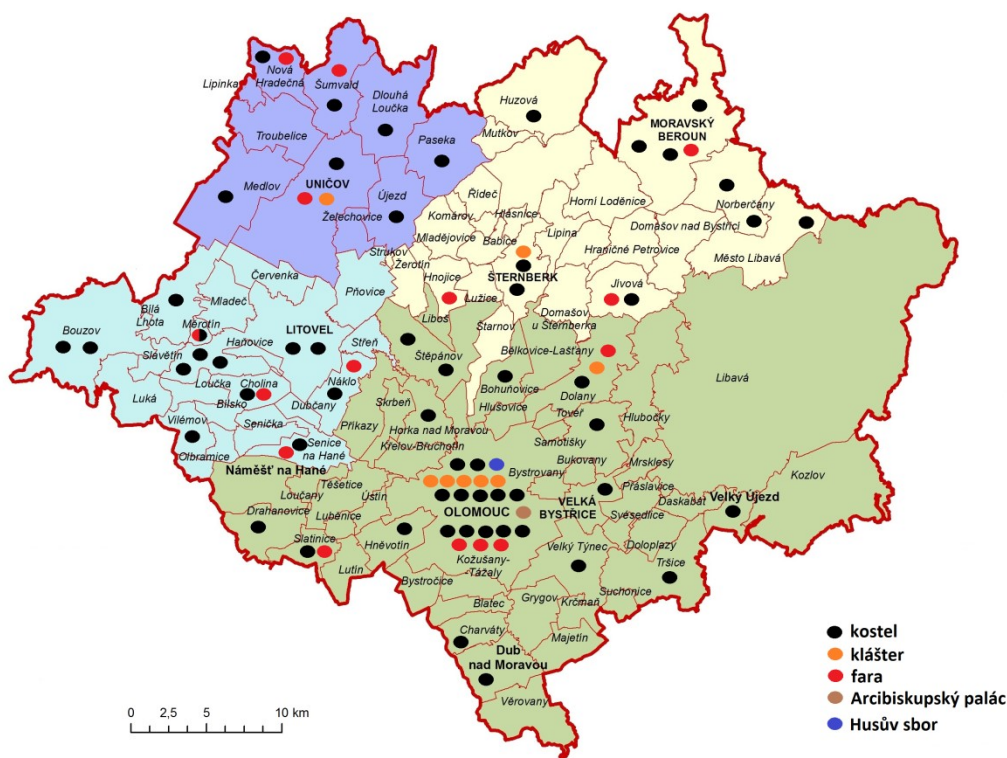 Lipinka
Nová
Hradečná
Šumvald
Dlouhá
Loučka
Troubelice
Paseka
Medlov
UNIČOV
Újezd
Želechovice
Huzová
Mutkov
MORAVSKÝ
BEROUN
Řídeč
Komárov
Hlásnice
Horní Loděnice
Norberčany
Mladějovice
Babice
Lipina
Domašov nad Bystřicí
Strukov
Žerotín
Hraničné Petrovice
Město Libavá
Hnojice
ŠTERNBERK
Jívová
Lužice
Domašov
u Šternberka
Červenka
Pňovice
Mladeč
Bílá
Lhota
Bouzov
Měrotín
Haňovice
LITOVEL
Slavětín
Střeň
Loučka
Cholina
Náklo
Luká
Bílsko
Dubčany
Vilémov
Senička
Olbramice
Senice
na Hané
Liboš
Štarnov
Štěpánov
Bělkovice-Lašťany
Libavá
Bohuňovice
Dolany
Skrbeň
Hlušovice
Tovéř
Hlubočky
Příkazy
Horka nad Moravou
Samotišky
Křelov-Břuchotín
Náměšť na Hané
Bukovany
Mrsklesy
Bystrovany
Kozlov
Těšetice
Loučany
Ústín
Přáslavice
Daskabát
Velký Újezd
Drahanovice
Luběnice
OLOMOUC
VELKÁ
BYSTŘICE
Svésedlice
Slatinice
Hněvotín
Velký Týnec
Doloplazy
Lutín
Kožušany-
Tážaly
Tršice
Bystročice
Suchonice
Blatec
Grygov
Krčmaň
Charváty
Majetín
Dub
nad Moravou
Věrovany
kostel
klášter
fara
Arcibiskupský palác
Husův sbor
0 2,5 5 10 km